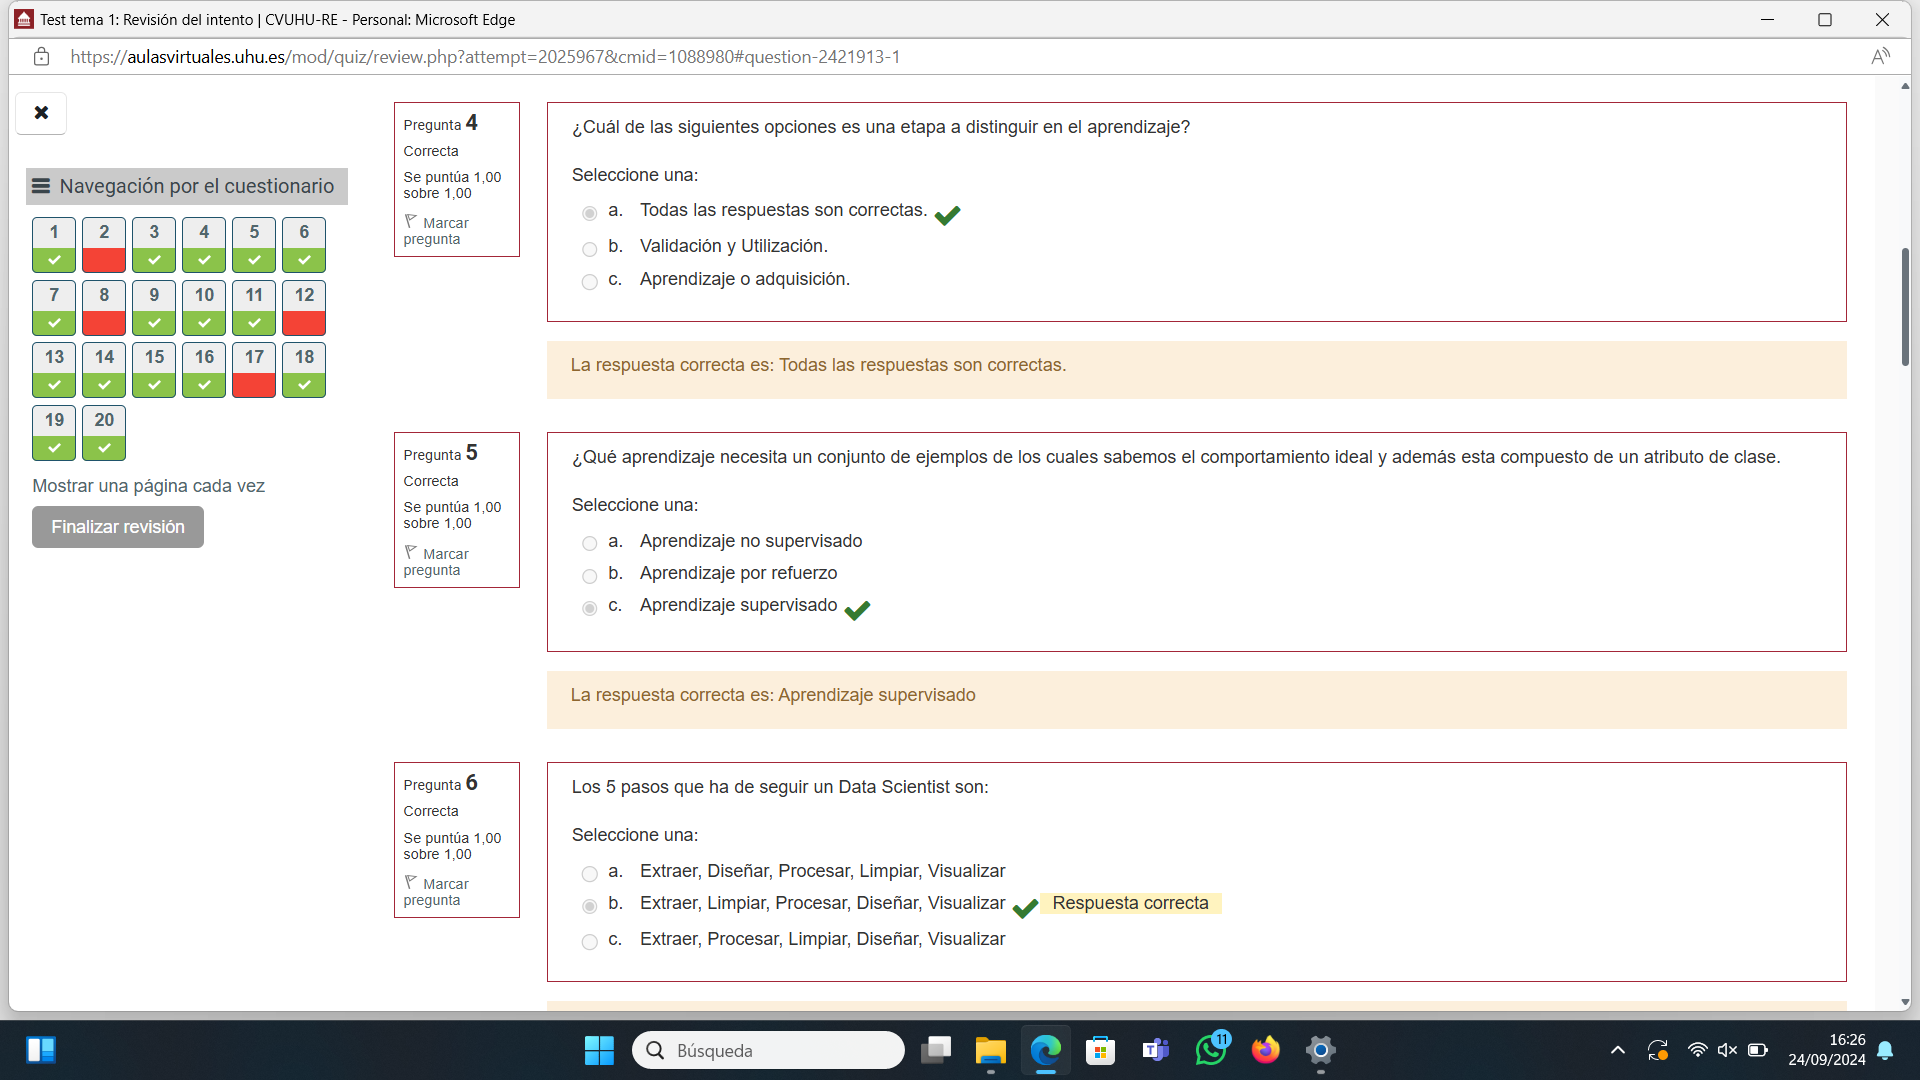 Test tema 1: Revisión del intento | CVUHU-RE - Personal: Microsoft Edge
https://aulasvirtuales.uhu.es/mod/quiz/review.php?attempt=2025967&cmid=1088980#question-2421913-1
Navegación por el cuestionario
1 2 3 4 5 6
7 8 9 10 11 12
13 14 15 16 17 18
19 20
Mostrar una página cada vez
Finalizar revisión
Pregunta 4
Correcta
Se puntúa 1,00
sobre 1,00
Marcar
pregunta
¿Cuál de las siguientes opciones es una etapa a distinguir en el aprendizaje?
Seleccione una:
a. Todas las respuestas son correctas.
b. Validación y Utilización.
c. Aprendizaje o adquisición.
La respuesta correcta es: Todas las respuestas son correctas.
Pregunta 5
Correcta
Se puntúa 1,00
sobre 1,00
Marcar
pregunta
¿Qué aprendizaje necesita un conjunto de ejemplos de los cuales sabemos el comportamiento ideal y además esta compuesto de un atributo de clase.
Seleccione una:
a. Aprendizaje no supervisado
b. Aprendizaje por refuerzo
c. Aprendizaje supervisado
La respuesta correcta es: Aprendizaje supervisado
Pregunta 6
Correcta
Se puntúa 1,00
sobre 1,00
Marcar
pregunta
Los 5 pasos que ha de seguir un Data Scientist son:
Seleccione una:
a. Extraer, Diseñar, Procesar, Limpiar, Visualizar
b. Extraer, Limpiar, Procesar, Diseñar, Visualizar Respuesta correcta
c. Extraer, Procesar, Limpiar, Diseñar, Visualizar
Búsqueda
11
16:26
24/09/2024